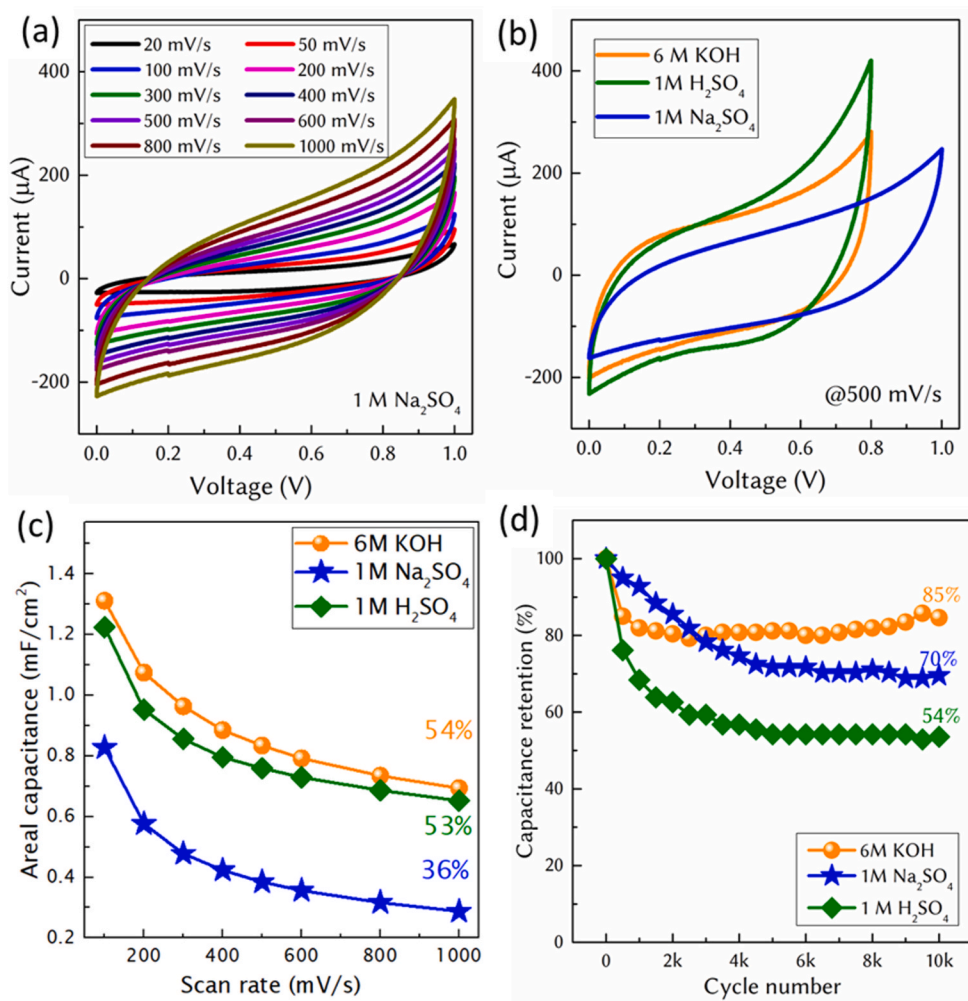 (a)
20 mV/s 50 mV/s
100 mV/s 200 mV/s
300 mV/s 400 mV/s
500 mV/s 600 mV/s
800 mV/s 1000 mV/s
400
200
0
-200
Current (µA)
1 M Na₂SO₄
0.0 0.2 0.4 0.6 0.8 1.0
Voltage (V)
(b)
6 M KOH
1M H₂SO₄
1M Na₂SO₄
400
200
0
-200
Current (µA)
@500 mV/s
0.0 0.2 0.4 0.6 0.8 1.0
Voltage (V)
(c)
6M KOH
1M Na₂SO₄
1M H₂SO₄
1.4
1.2
1.0
0.8
0.6
0.4
0.2
Areal capacitance (mF/cm²)
54%
53%
36%
200 400 600 800 1000
Scan rate (mV/s)
(d)
100
80
60
40
20
0
Capacitance retention (%)
85%
70%
54%
6M KOH
1M Na₂SO₄
1 M H₂SO₄
0 2k 4k 6k 8k 10k
Cycle number